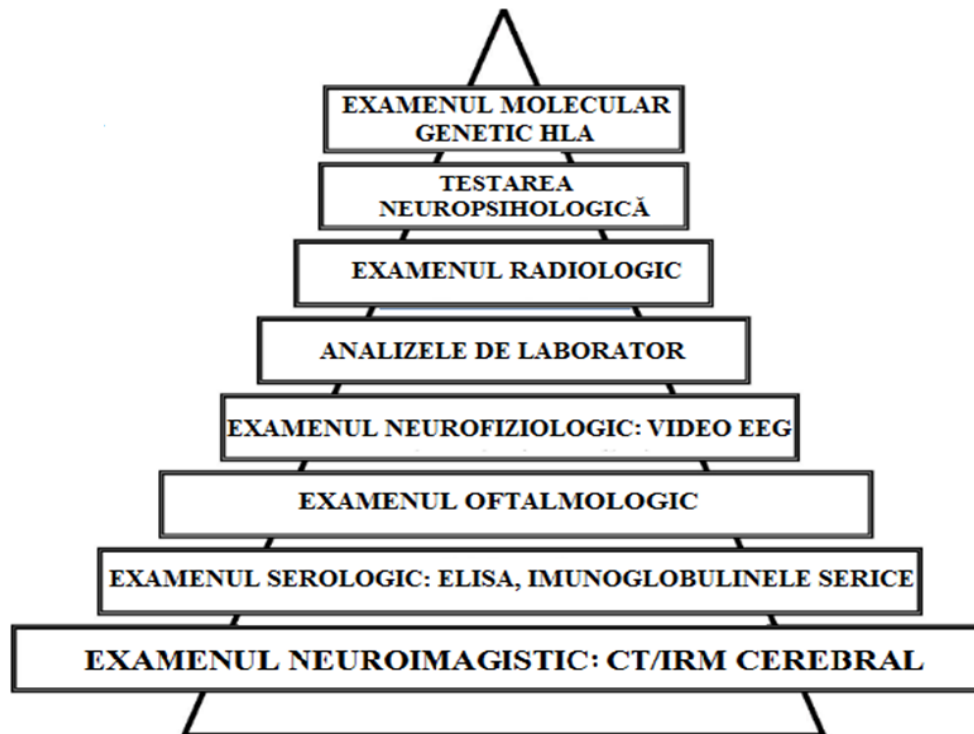 EXAMENUL MOLECULAR
GENETIC HLA
TESTAREA
NEUROPSIHOLOGICĂ
EXAMENUL RADIOLOGIC
ANALIZELE DE LABORATOR
EXAMENUL NEUROFIZIOLOGIC: VIDEO EEG
EXAMENUL OFTALMOLOGIC
EXAMENUL SEROLOGIC: ELISA, IMUNOGLOBULINELE SERICE
EXAMENUL NEUROIMAGISTIC: CT/IRM CEREBRAL